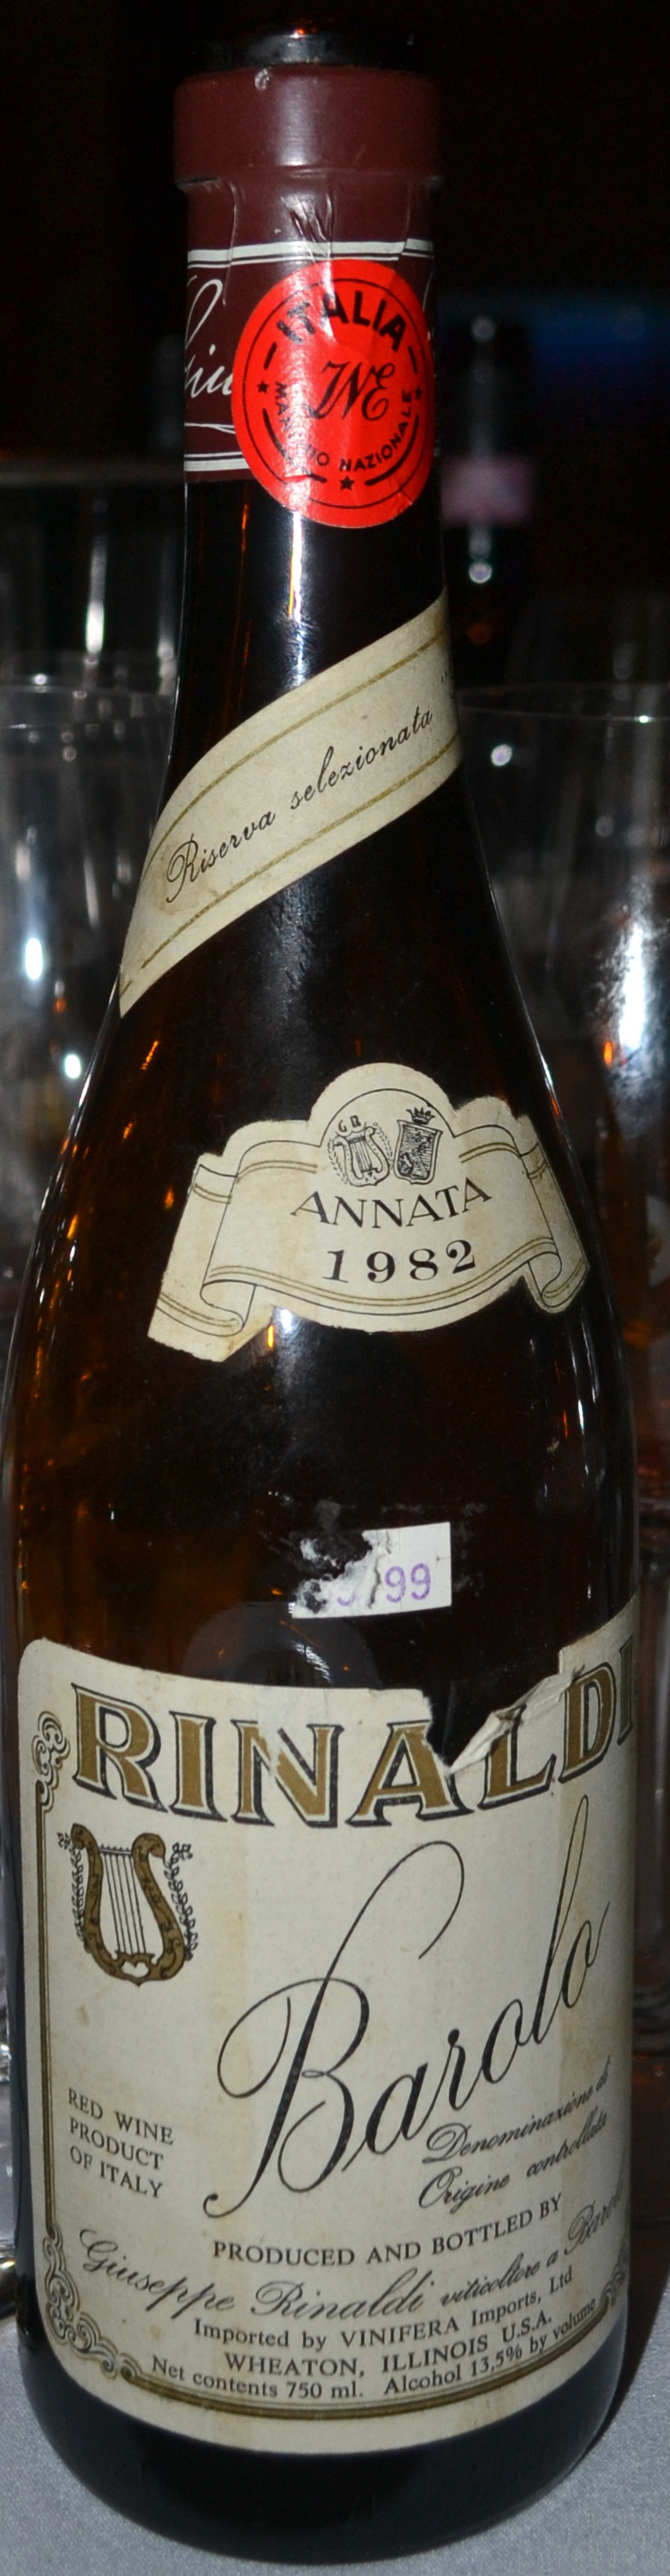 ITALIA
INE
NAZIONALE
Riserva selezionata
G R
ANNATA
1982
99
RINALDI
Barolo
RED WINE
PRODUCT
OF ITALY
Denominazione di
Origine controllata
PRODUCED AND BOTTLED BY
Giuseppe Rinaldi viticoltore a
Imported by VINIFERA Imports, Ltd
WHEATON, ILLINOIS U.S.A.
Net contents 750 ml. Alcohol 13,5% by volume